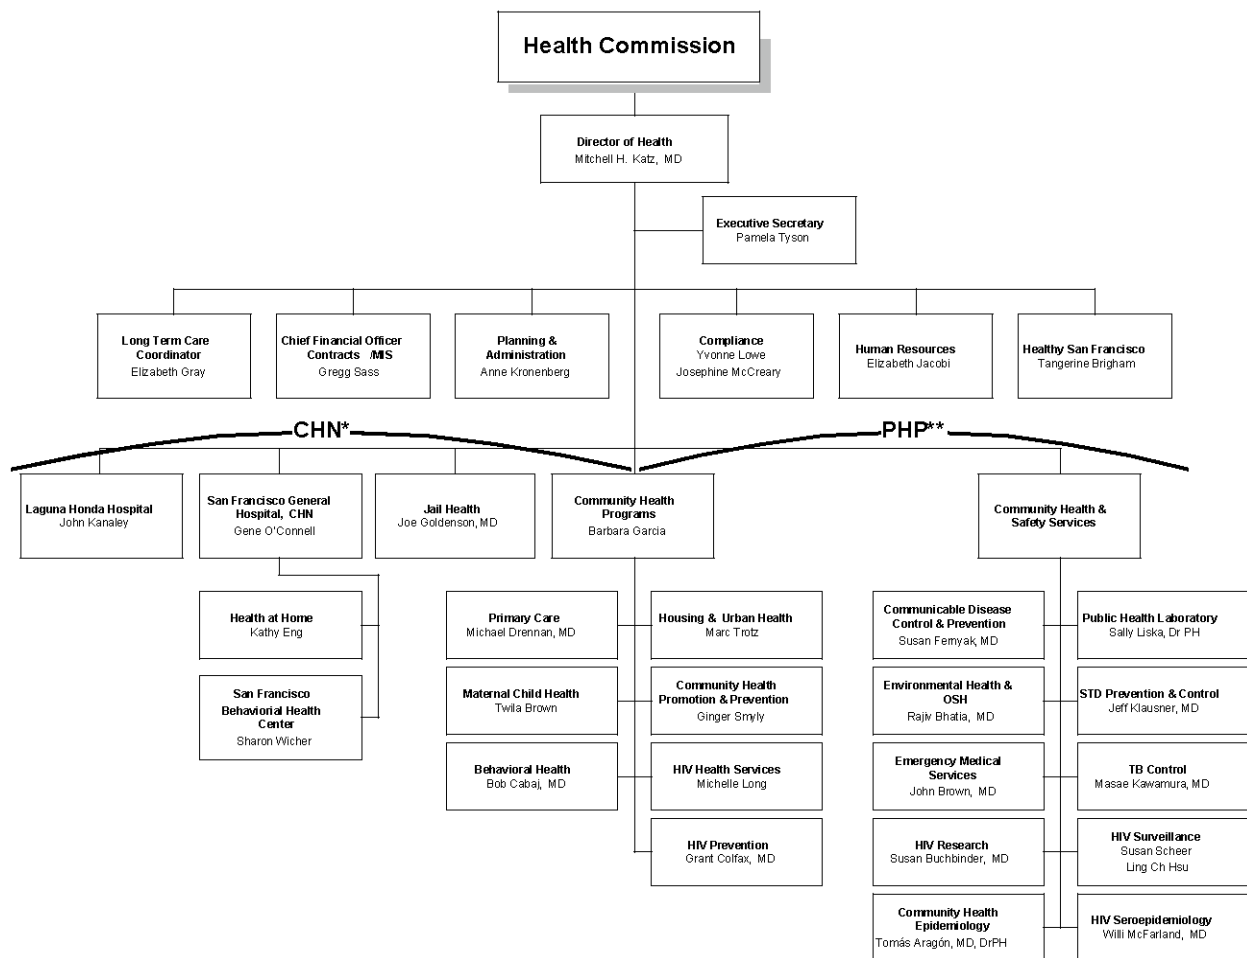 Health Commission
Director of Health
Mitchell H. Katz, MD
Executive Secretary
Pamela Tyson
Long Term Care
Coordinator
Elizabeth Gray
Chief Financial Officer
Contracts /MIS
Gregg Sass
Planning &
Administration
Anne Kronenberg
Compliance
Yvonne Lowe
Josephine McCreary
Human Resources
Elizabeth Jacobi
Healthy San Francisco
Tangerine Brigham
CHN*
PHP**
Laguna Honda Hospital
John Kanaley
San Francisco General
Hospital, CHN
Gene O'Connell
Jail Health
Joe Goldenson, MD
Community Health
Programs
Barbara Garcia
Community Health &
Safety Services
Health at Home
Kathy Eng
San Francisco
Behaviorial Health
Center
Sharon Wicher
Primary Care
Michael Drennan, MD
Housing & Urban Health
Marc Trotz
Maternal Child Health
Twila Brown
Community Health
Promotion & Prevention
Ginger Smyly
Behavioral Health
Bob Cabaj, MD
HIV Health Services
Michelle Long
HIV Prevention
Grant Colfax, MD
Communicable Disease
Control & Prevention
Susan Fernyak, MD
Public Health Laboratory
Sally Liska, Dr PH
Environmental Health &
OSH
Rajiv Bhatia, MD
STD Prevention & Control
Jeff Klausner, MD
Emergency Medical
Services
John Brown, MD
TB Control
Masae Kawamura, MD
HIV Research
Susan Buchbinder, MD
HIV Surveillance
Susan Scheer
Ling Ch Hsu
Community Health
Epidemiology
Tomás Aragón, MD, DrPH
HIV Seroepidemiology
Willi McFarland, MD